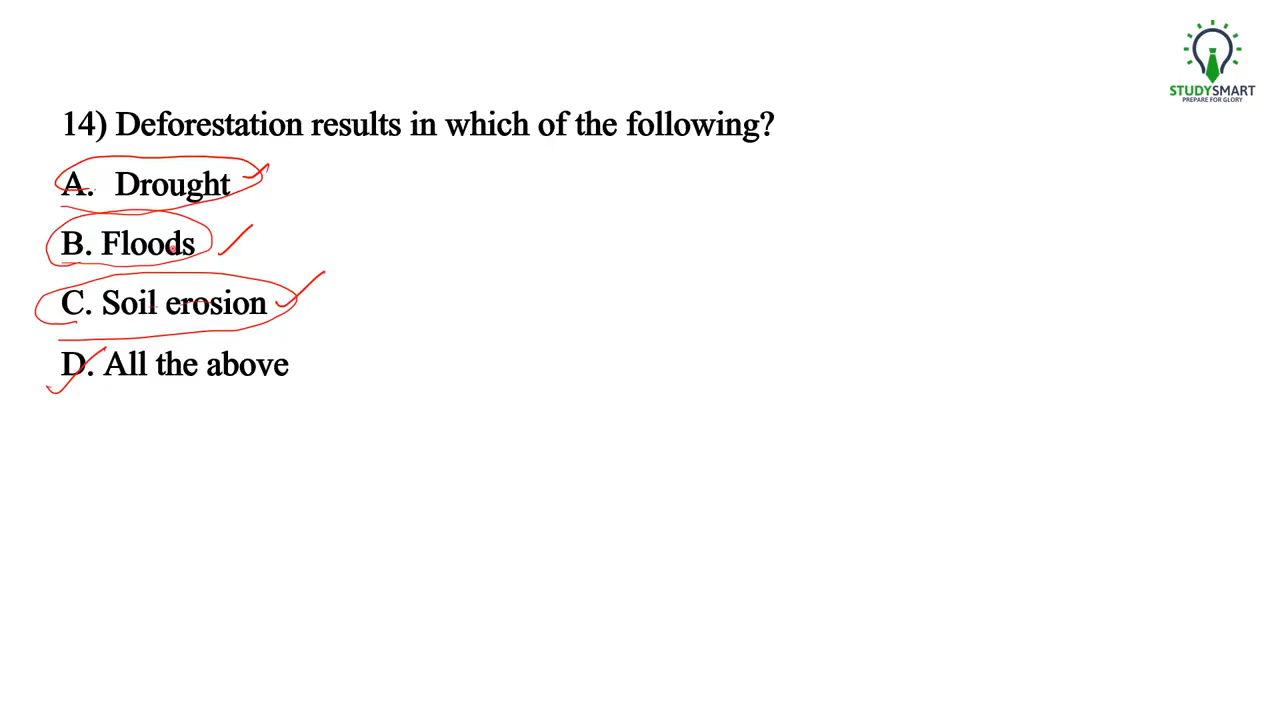 STUDYSMART
PREPARE FOR GLORY
14) Deforestation results in which of the following?
A. Drought
B. Floods
C. Soil erosion
D. All the above